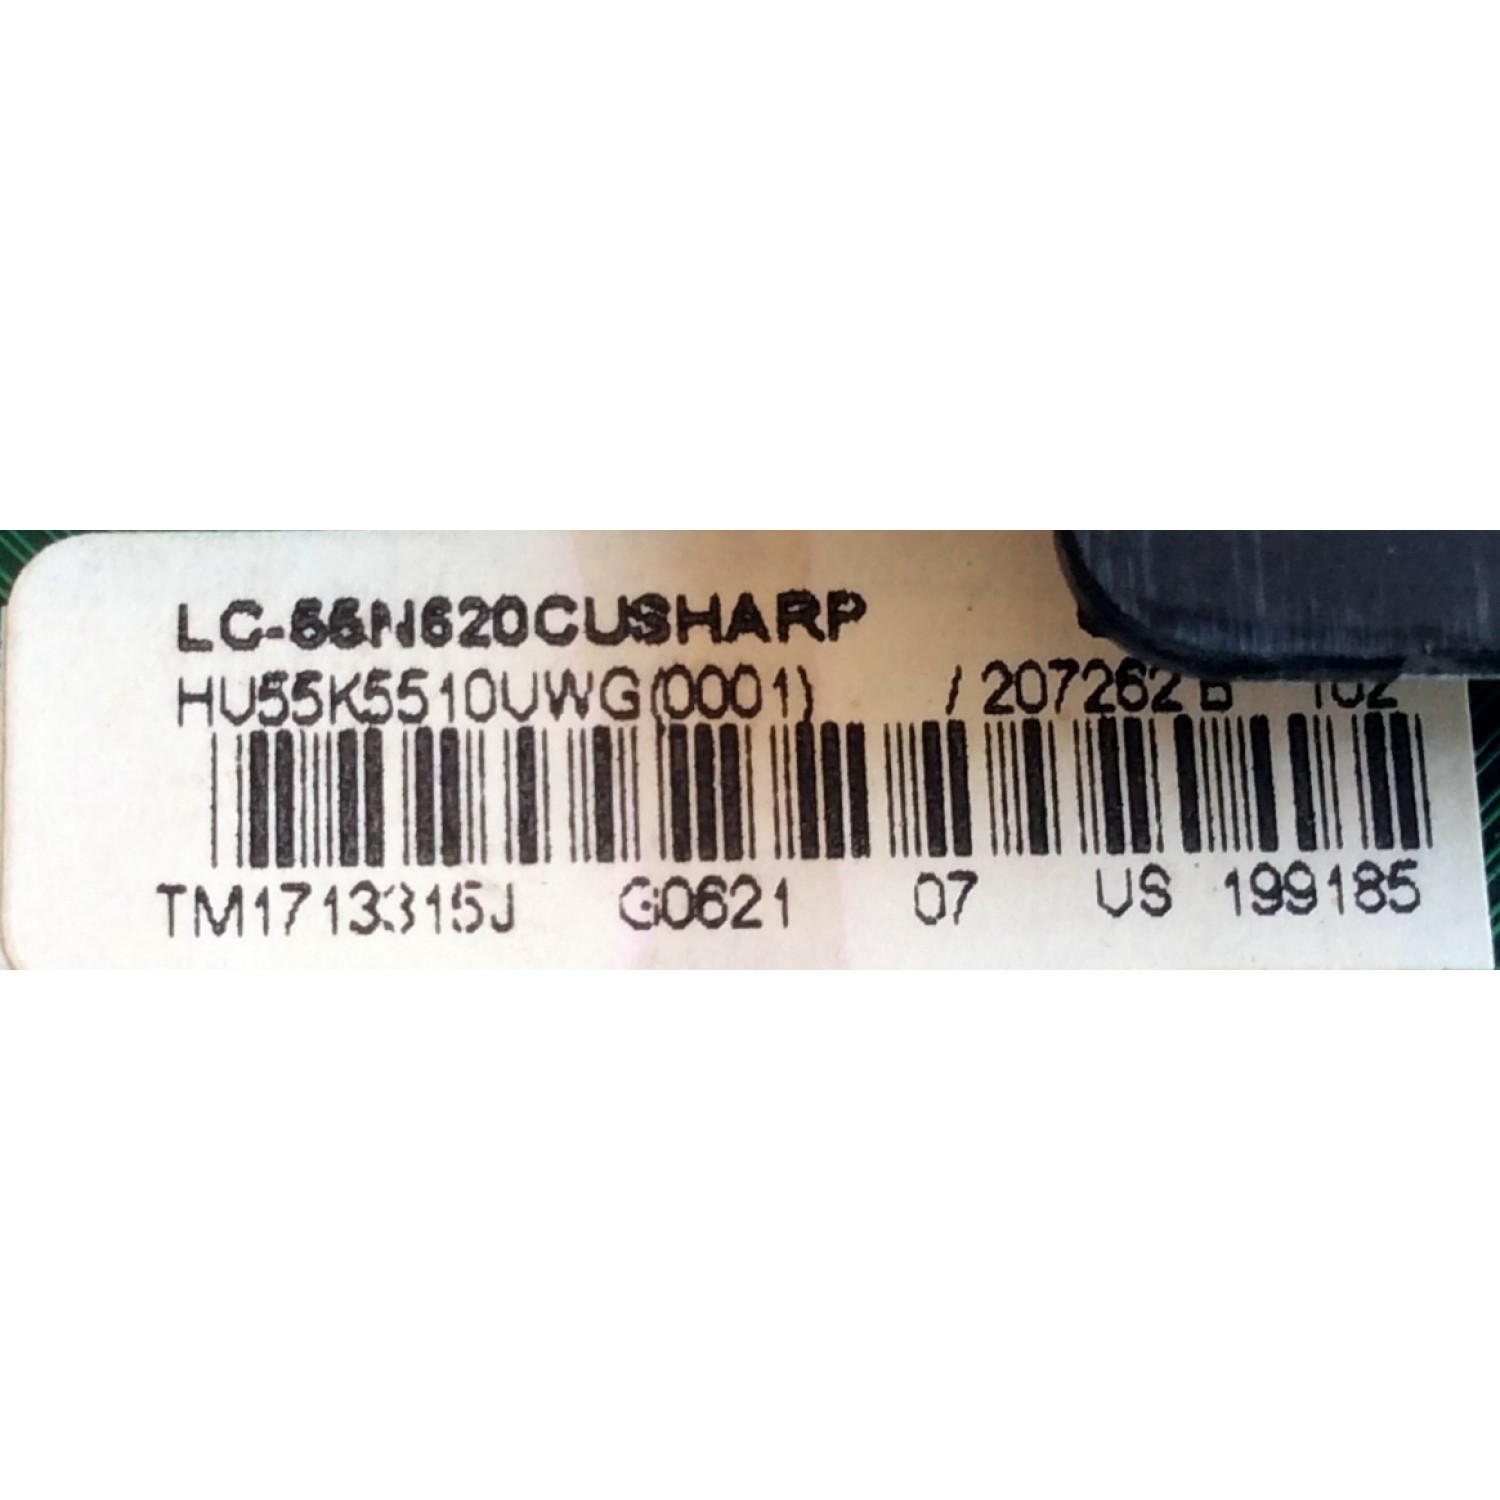 LC-55N620CUSHARP
HU55K5510UWG(0001) / 207262 B 102
TM1713315J G0621 07 US 199185